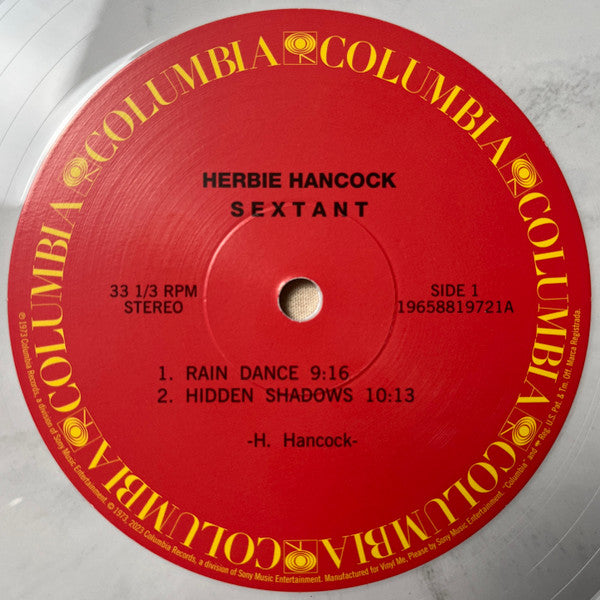 COLUMBIA COLUMBIA COLUMBIA COLUMBIA COLUMBIA COLUMBIA
HERBIE HANCOCK
SEXTANT
33 1/3 RPM
STEREO
SIDE 1
19658819721A
1. RAIN DANCE 9:16
2. HIDDEN SHADOWS 10:13
-H. Hancock-
℗ 1973 Columbia Records, a division of Sony Music Entertainment. © 1973, 2023 Columbia Records, a division of Sony Music Entertainment. Manufactured for Vinyl Me, Please by Sony Music Entertainment. "Columbia" and Reg. U.S. Pat. & Tm. Off. Marca Registrada.